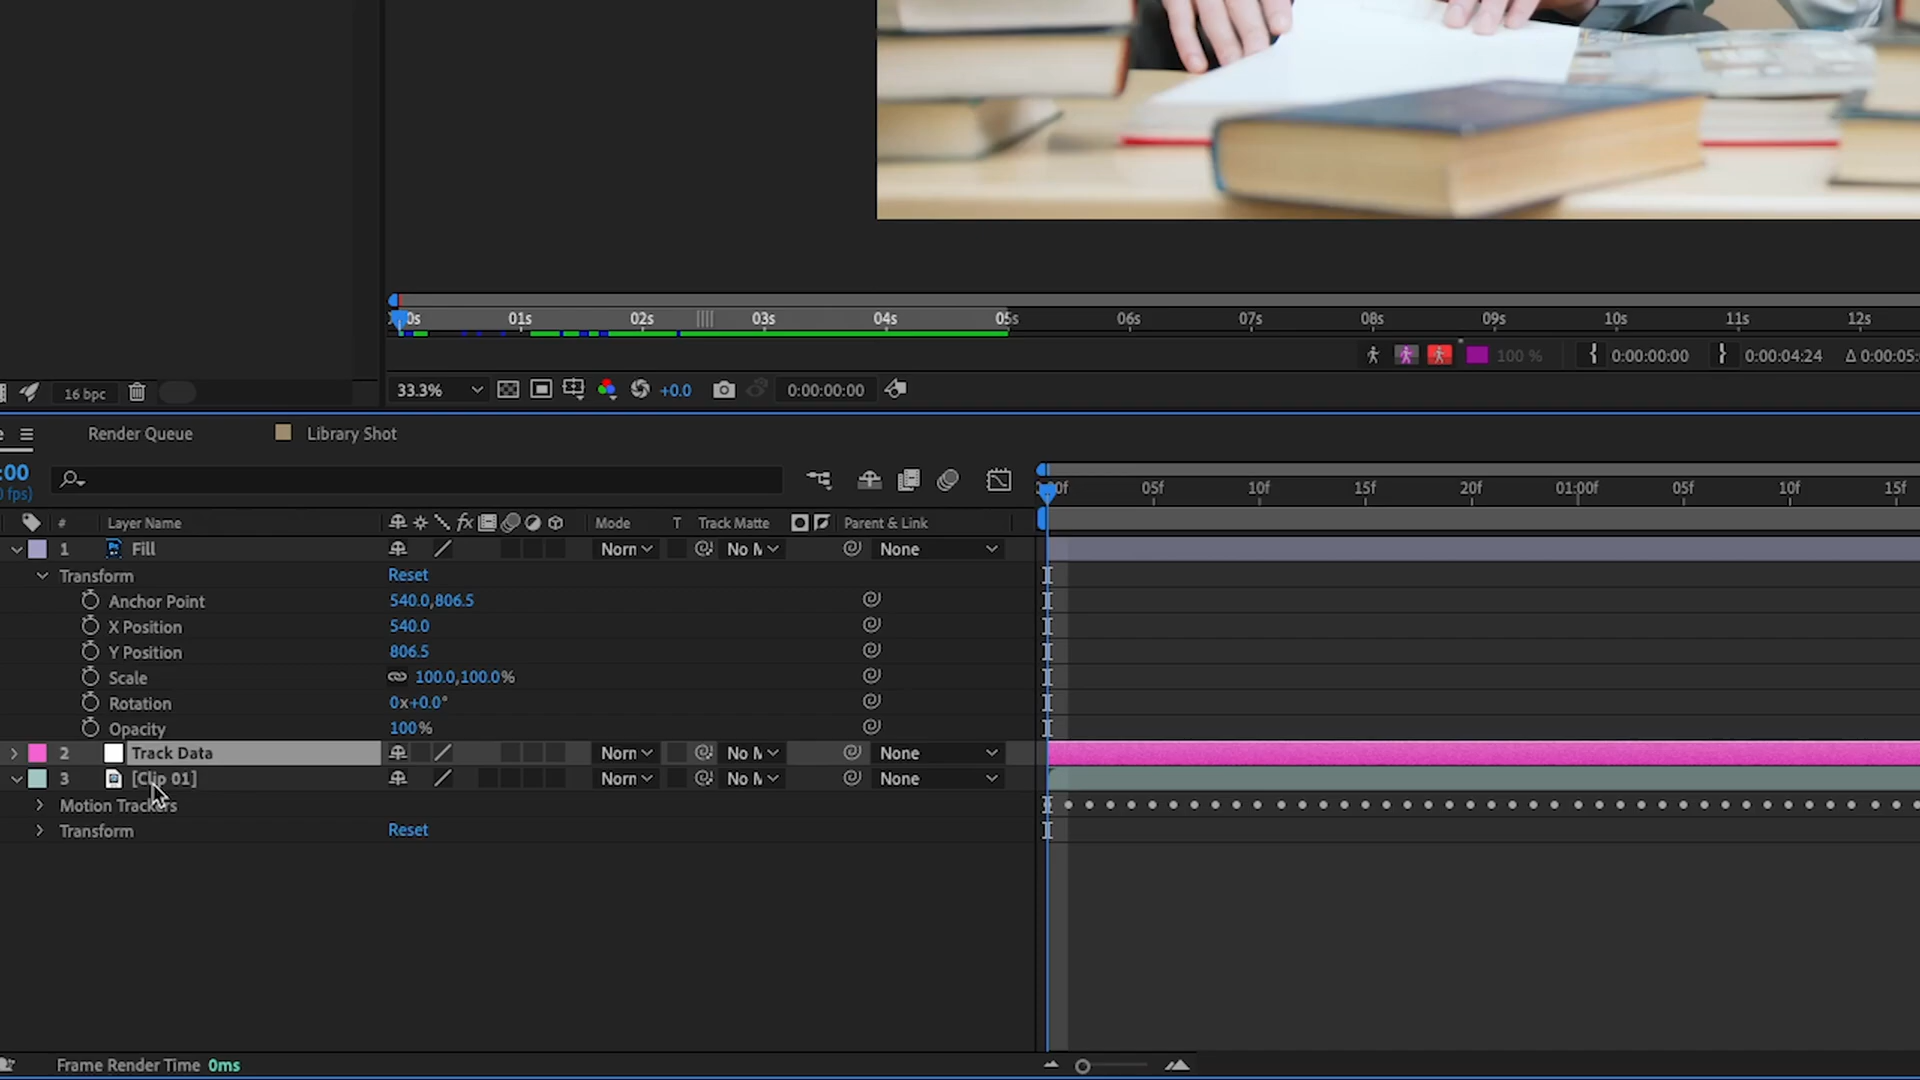 0s 01s 02s 03s 04s 05s 06s 07s 08s 09s 10s 11s 12s
100 % 0:00:00:00 0:00:04:24 Δ 0:00:05:
16 bpc 33.3% +0.0 0:00:00:00
Render Queue Library Shot
:00
fps)
00f 05f 10f 15f 20f 01:00f 05f 10f 15f
# Layer Name fx Mode T Track Matte Parent & Link
1 Fill Norn No M None
Transform Reset
Anchor Point 540.0,806.5
X Position 540.0
Y Position 806.5
Scale 100.0,100.0%
Rotation 0x+0.0°
Opacity 100%
2 Track Data Norn No M None
3 [Clip 01] Norn No M None
Motion Trackers
Transform Reset
Frame Render Time 0ms